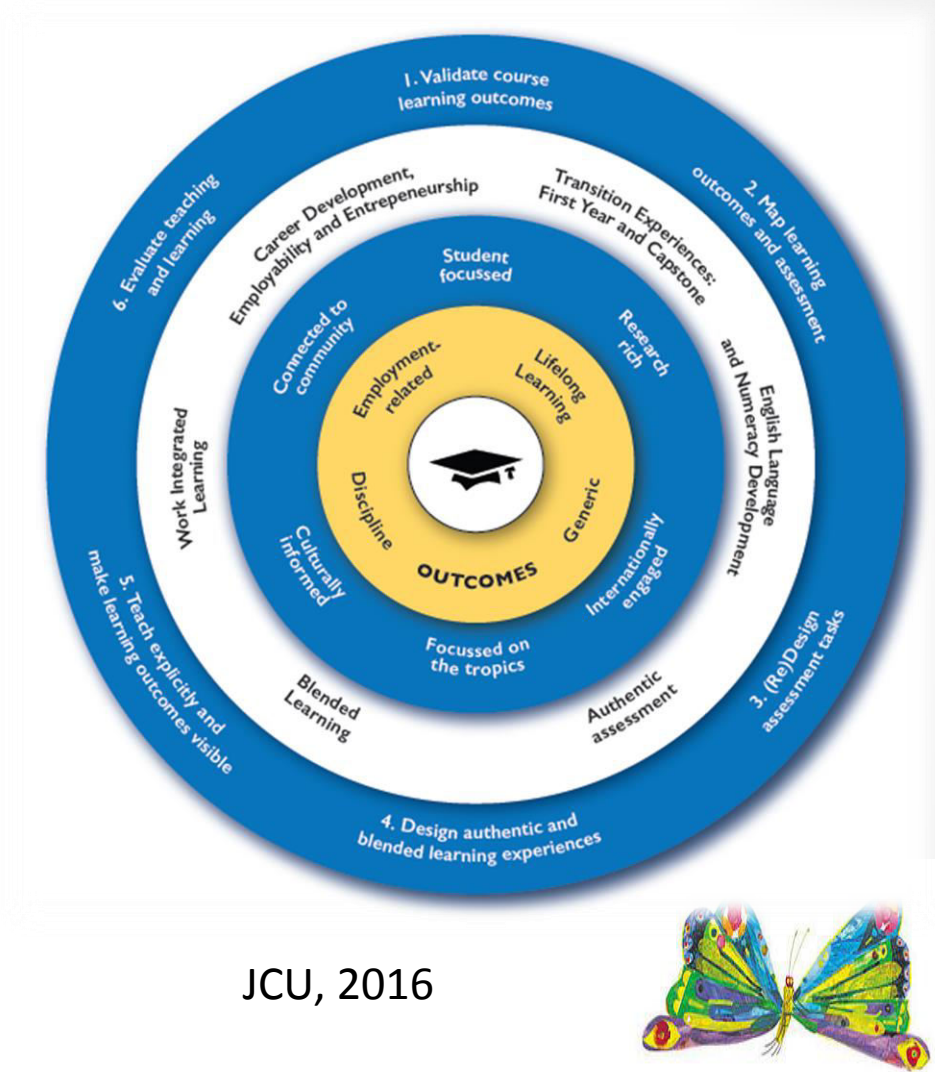 1. Validate course
learning outcomes
2. Map learning
outcomes and assessment
3. (Re)Design
assessment tasks
4. Design authentic and
blended learning experiences
5. Teach explicitly and
make learning outcomes visible
6. Evaluate teaching
and learning
Career Development,
Employability and Entrepeneurship
Transition Experiences:
First Year and Capstone
English Language
and Numeracy Development
Authentic
assessment
Blended
Learning
Work Integrated
Learning
Student
focussed
Research
rich
Internationally
engaged
Focussed on
the tropics
Culturally
informed
Connected to
community
Employment-
related
Lifelong
Learning
Generic
Discipline
OUTCOMES
JCU, 2016